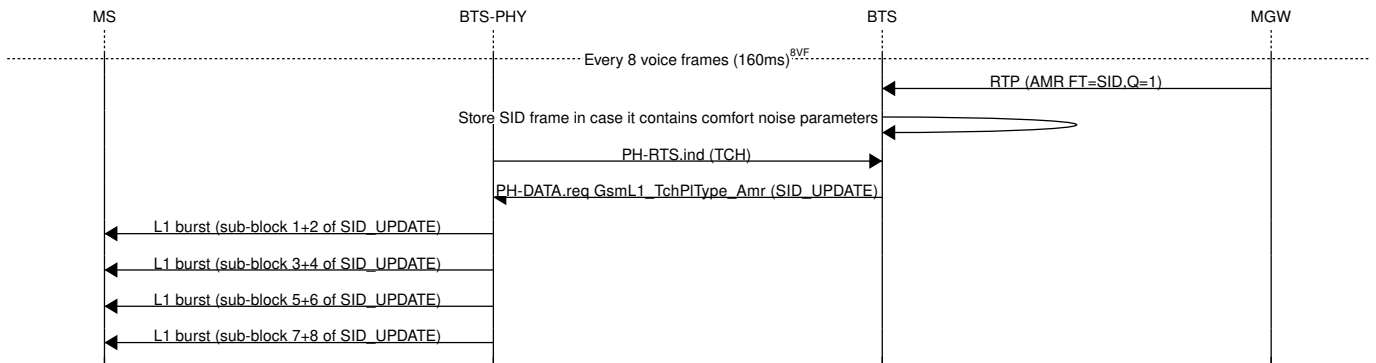 MS BTS-PHY BTS MGW
Every 8 voice frames (160ms)8VF
RTP (AMR FT=SID,Q=1)
Store SID frame in case it contains comfort noise parameters
PH-RTS.ind (TCH)
PH-DATA.req GsmL1_TchPlType_Amr (SID_UPDATE)
L1 burst (sub-block 1+2 of SID_UPDATE)
L1 burst (sub-block 3+4 of SID_UPDATE)
L1 burst (sub-block 5+6 of SID_UPDATE)
L1 burst (sub-block 7+8 of SID_UPDATE)